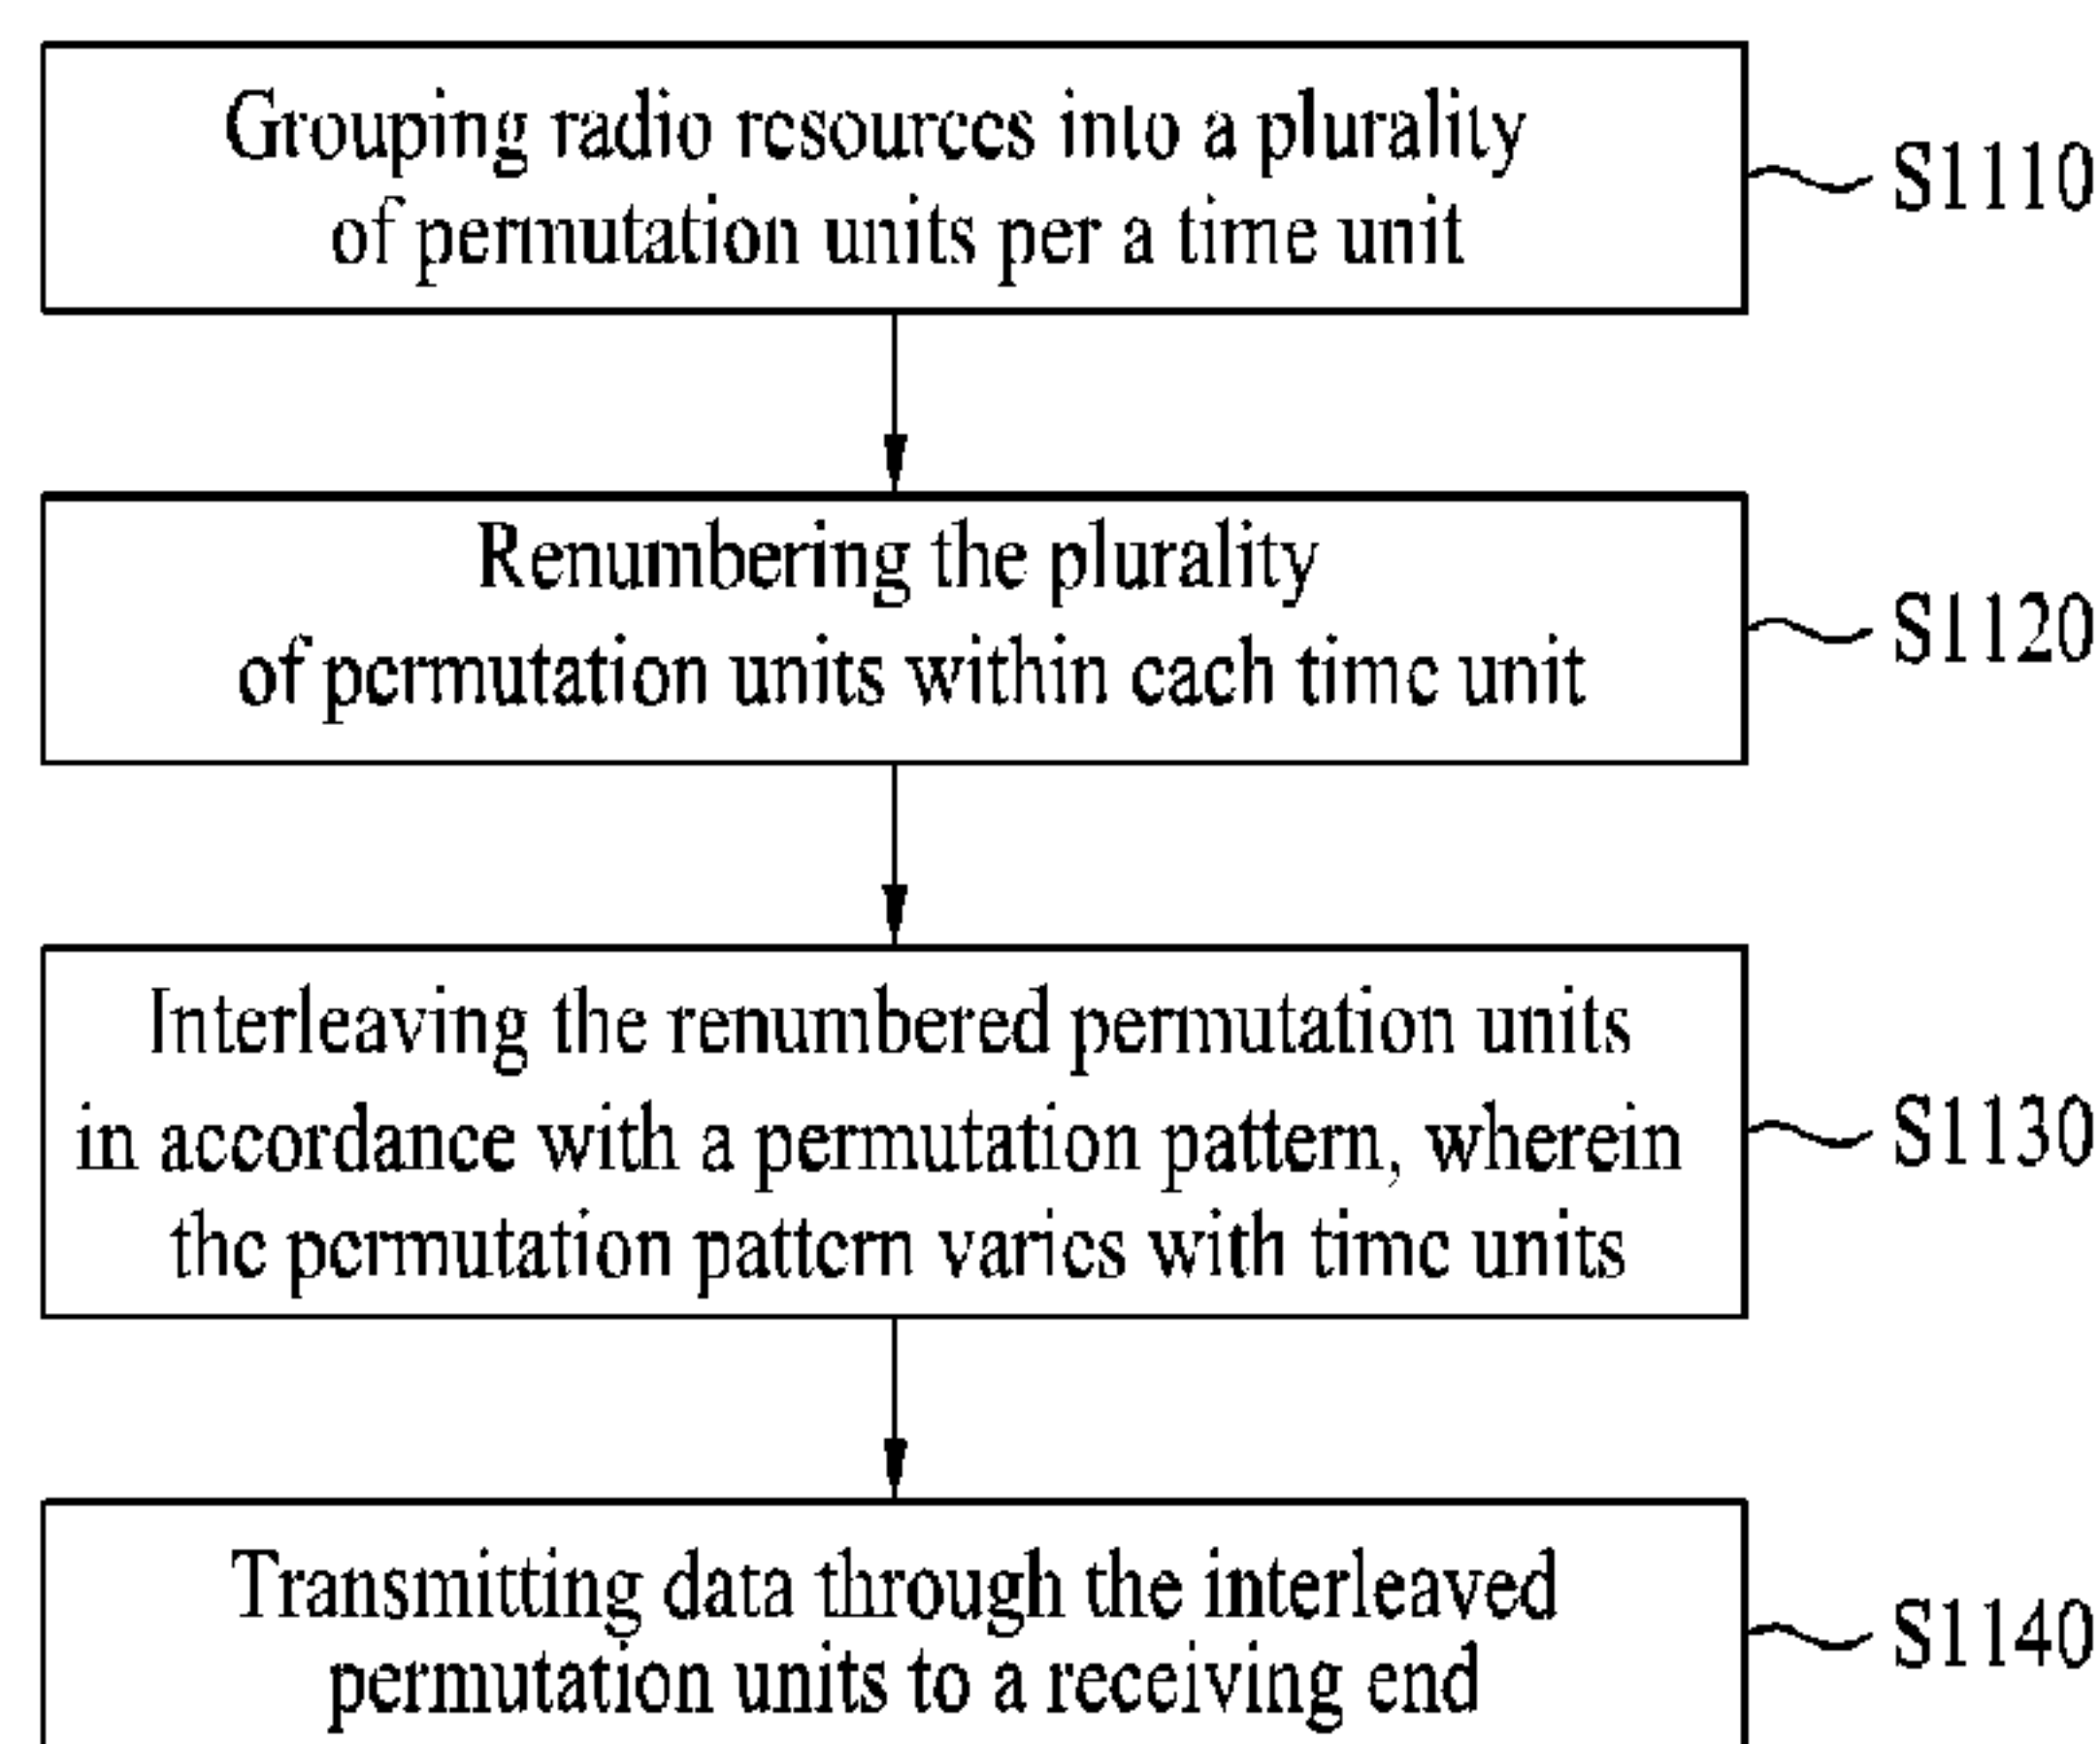 Grouping radio resources into a plurality
of permutation units per a time unit
S1110
Renumbering the plurality
of permutation units within each time unit
S1120
Interleaving the renumbered permutation units
in accordance with a permutation pattern, wherein
the permutation pattern varies with time units
S1130
Transmitting data through the interleaved
permutation units to a receiving end
S1140